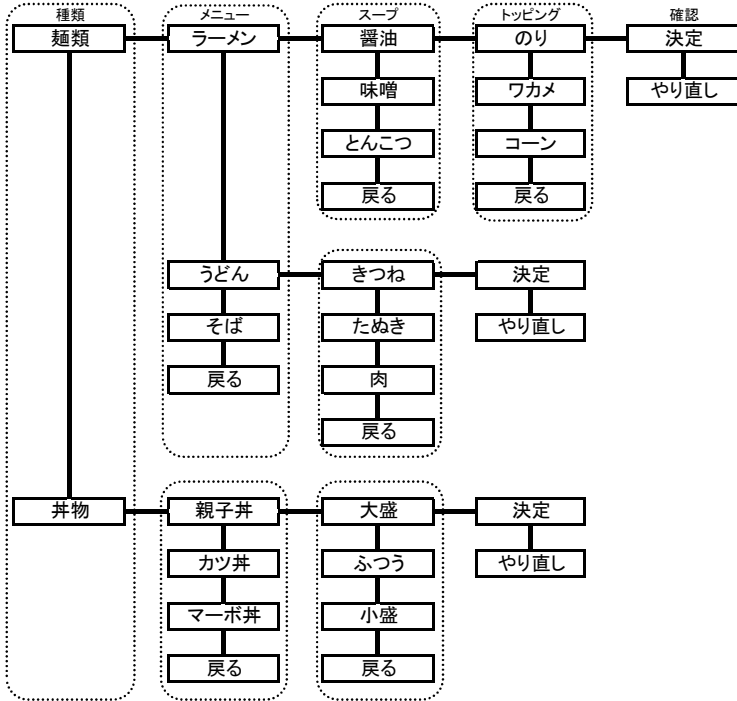 種類 メニュー スープ トッピング 確認
麺類 ラーメン 醤油 のり 決定
味噌 ワカメ やり直し
とんこつ コーン
戻る 戻る
うどん きつね 決定
そば たぬき やり直し
戻る 肉
戻る
丼物 親子丼 大盛 決定
カツ丼 ふつう やり直し
マーボ丼 小盛
戻る 戻る